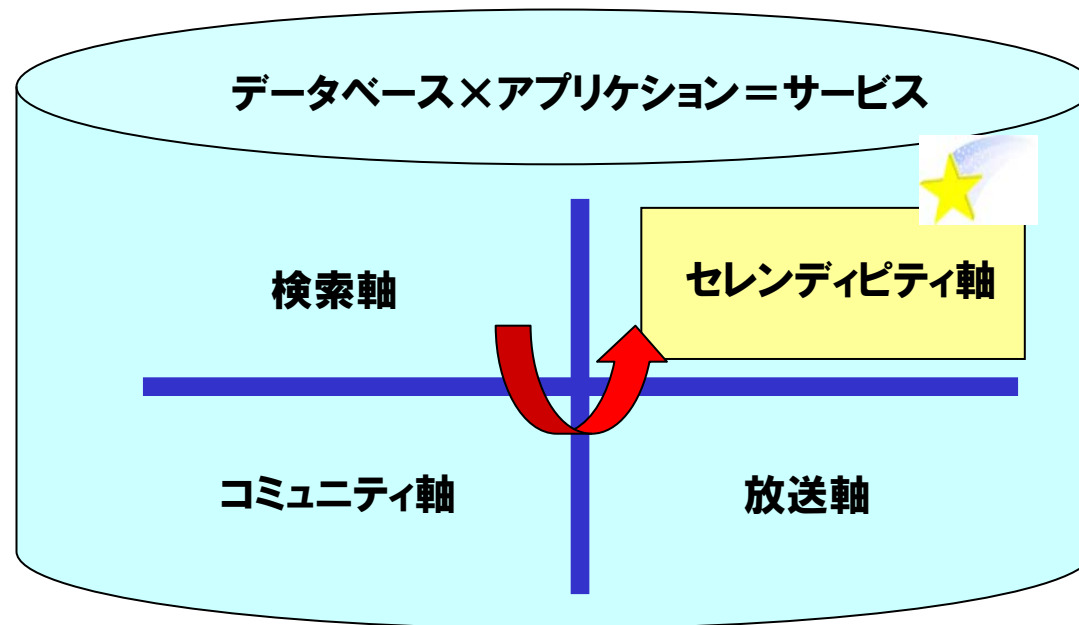 データベース×アプリケション＝サービス
検索軸
セレンディピティ軸
コミュニティ軸
放送軸